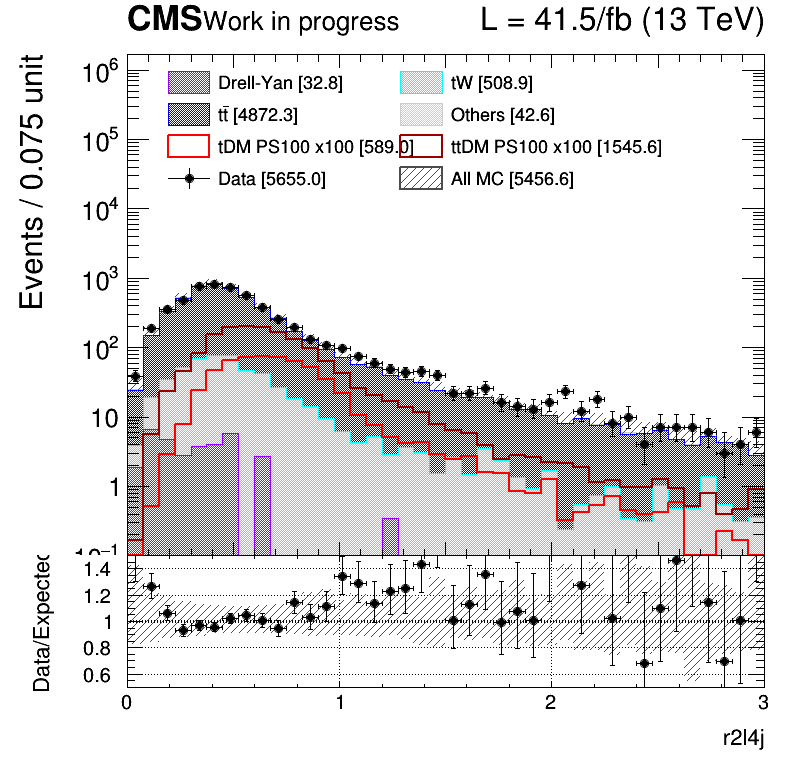 CMS Work in progress L = 41.5/fb (13 TeV)
Events / 0.075 unit
10⁶
10⁵
10⁴
10³
10²
10
1
10⁻¹
Drell-Yan [32.8] tW [508.9]
tt̄ [4872.3] Others [42.6]
tDM PS100 x100 [589.0] ttDM PS100 x100 [1545.6]
Data [5655.0] All MC [5456.6]
Data/Expected
1.4
1.2
1
0.8
0.6
0 1 2 3
r2l4j